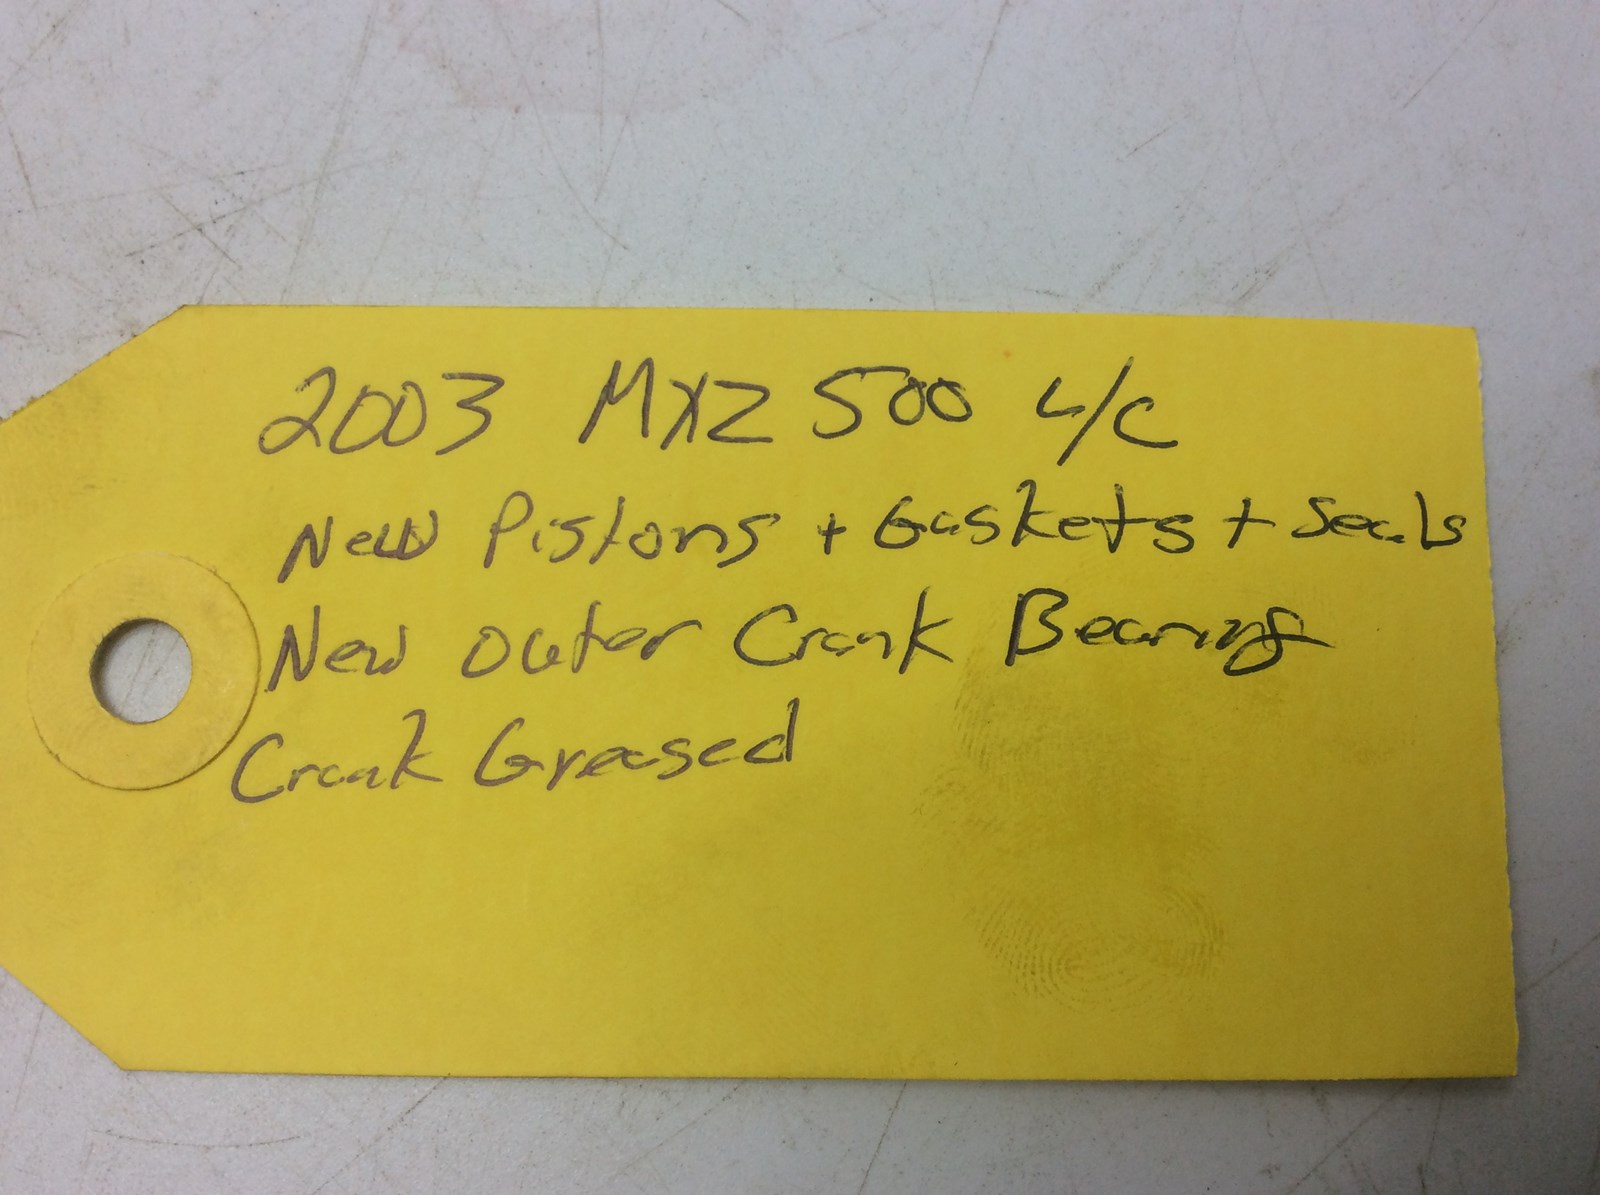 2003 MXZ 500 L/C
New Pistons + Gaskets + Seals
New Outer Crank Bearing
Crank Greased